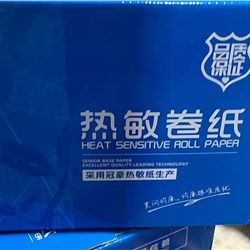 品质
保证
热敏卷纸
HEAT SENSITIVE ROLL PAPER
SENIOR BASE PAPER
EXCELLENT QUALITY LEADING TECHNOLOGY
采用冠豪热敏纸生产